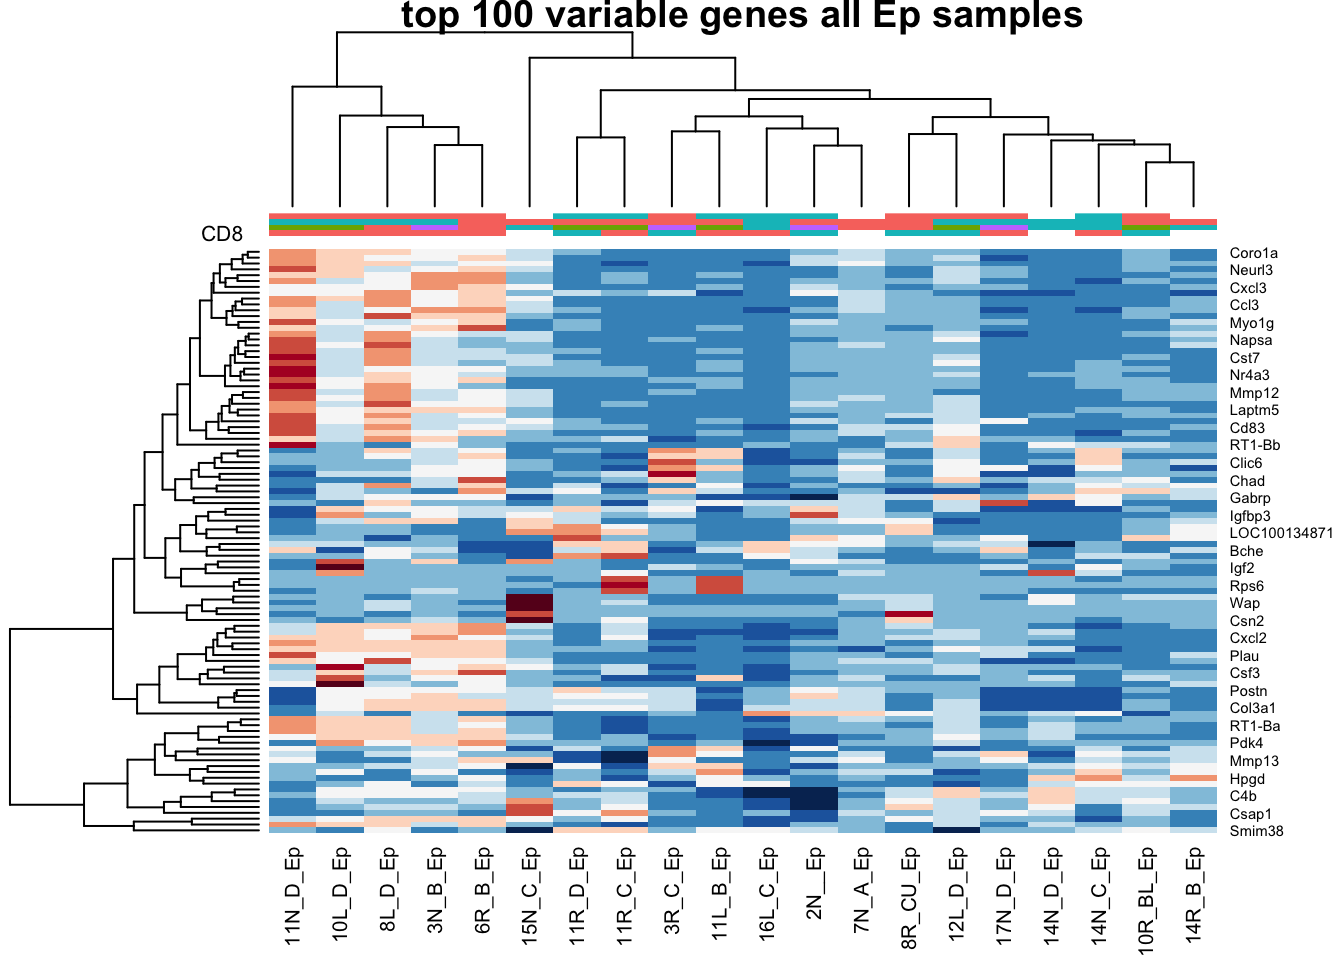 top 100 variable genes all Ep samples
CD8
Coro1a
Neurl3
Cxcl3
Ccl3
Myo1g
Napsa
Cst7
Nr4a3
Mmp12
Laptm5
Cd83
RT1-Bb
Clic6
Chad
Gabrp
Igfbp3
LOC100134871
Bche
Igf2
Rps6
Wap
Csn2
Cxcl2
Plau
Csf3
Postn
Col3a1
RT1-Ba
Pdk4
Mmp13
Hpgd
C4b
Csap1
Smim38
11N_D_Ep
10L_D_Ep
8L_D_Ep
3N_B_Ep
6R_B_Ep
15N_C_Ep
11R_D_Ep
11R_C_Ep
3R_C_Ep
11L_B_Ep
16L_C_Ep
2N__Ep
7N_A_Ep
8R_CU_Ep
12L_D_Ep
17N_D_Ep
14N_D_Ep
14N_C_Ep
10R_BL_Ep
14R_B_Ep